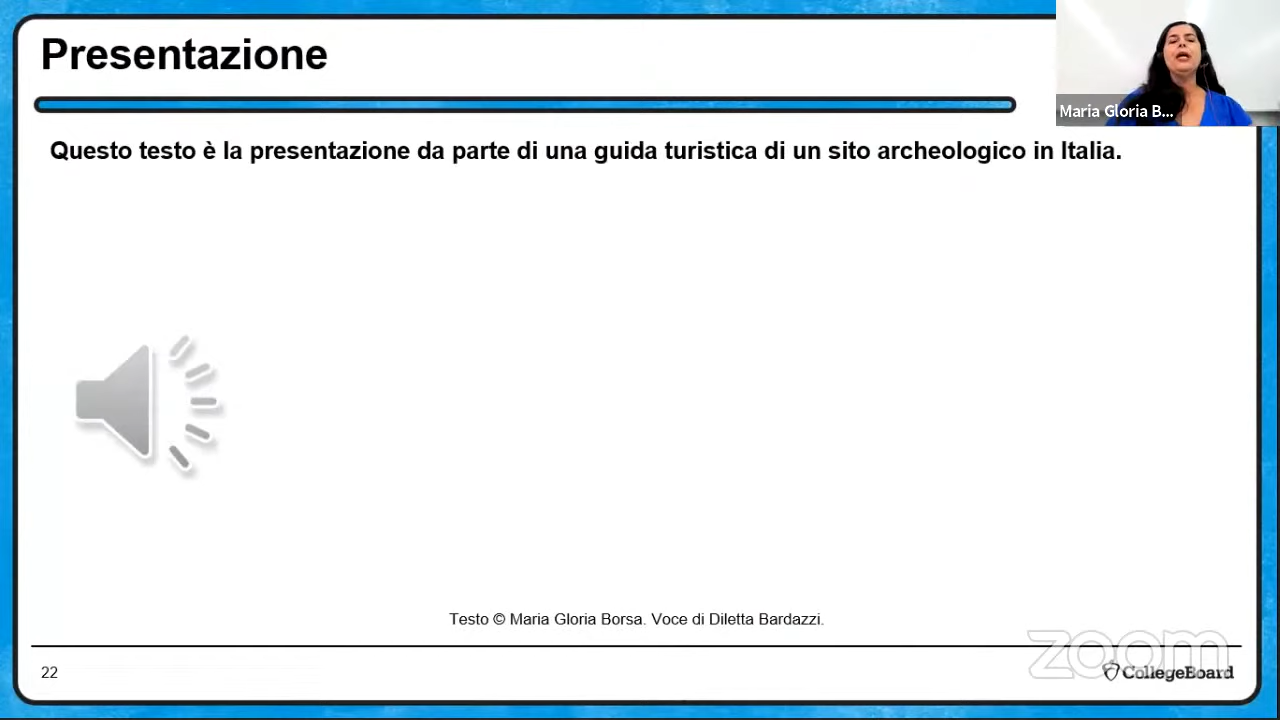 Presentazione
Maria Gloria B...
Questo testo è la presentazione da parte di una guida turistica di un sito archeologico in Italia.
Testo © Maria Gloria Borsa. Voce di Diletta Bardazzi.
zoom
22
CollegeBoard